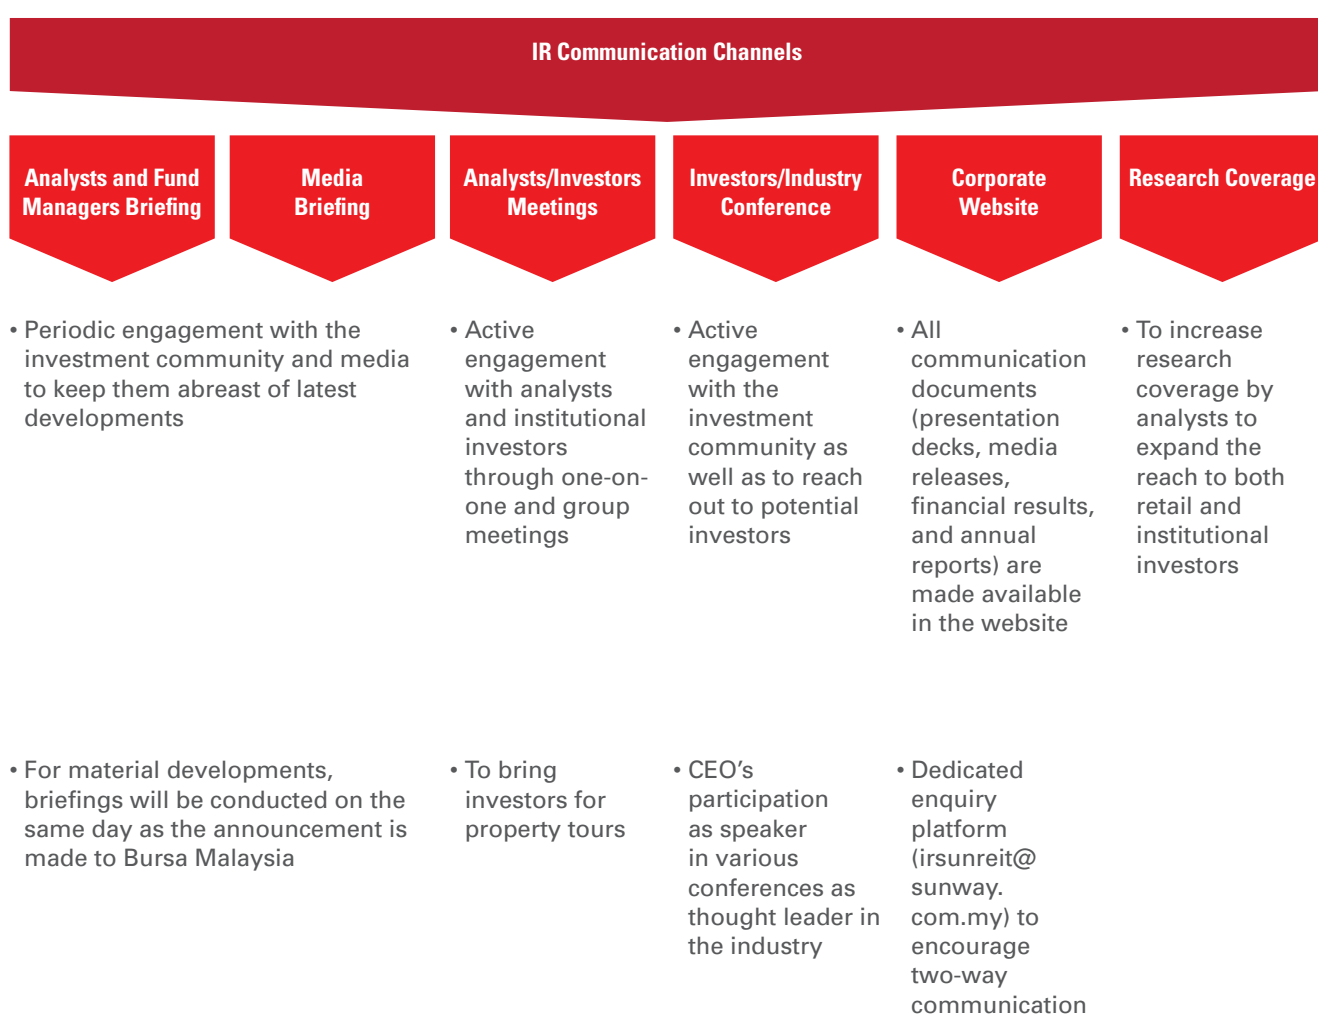 IR Communication Channels
Analysts and Fund
Managers Briefing
Media
Briefing
Analysts/Investors
Meetings
Investors/Industry
Conference
Corporate
Website
Research Coverage
• Periodic engagement with the
investment community and media
to keep them abreast of latest
developments
• Active
engagement
with analysts
and institutional
investors
through one-on-
one and group
meetings
• Active
engagement
with the
investment
community as
well as to reach
out to potential
investors
• All
communication
documents
(presentation
decks, media
releases,
financial results,
and annual
reports) are
made available
in the website
• To increase
research
coverage by
analysts to
expand the
reach to both
retail and
institutional
investors
• For material developments,
briefings will be conducted on the
same day as the announcement is
made to Bursa Malaysia
• To bring
investors for
property tours
• CEO’s
participation
as speaker
in various
conferences as
thought leader in
the industry
• Dedicated
enquiry
platform
(irsunreit@
sunway.
com.my) to
encourage
two-way
communication